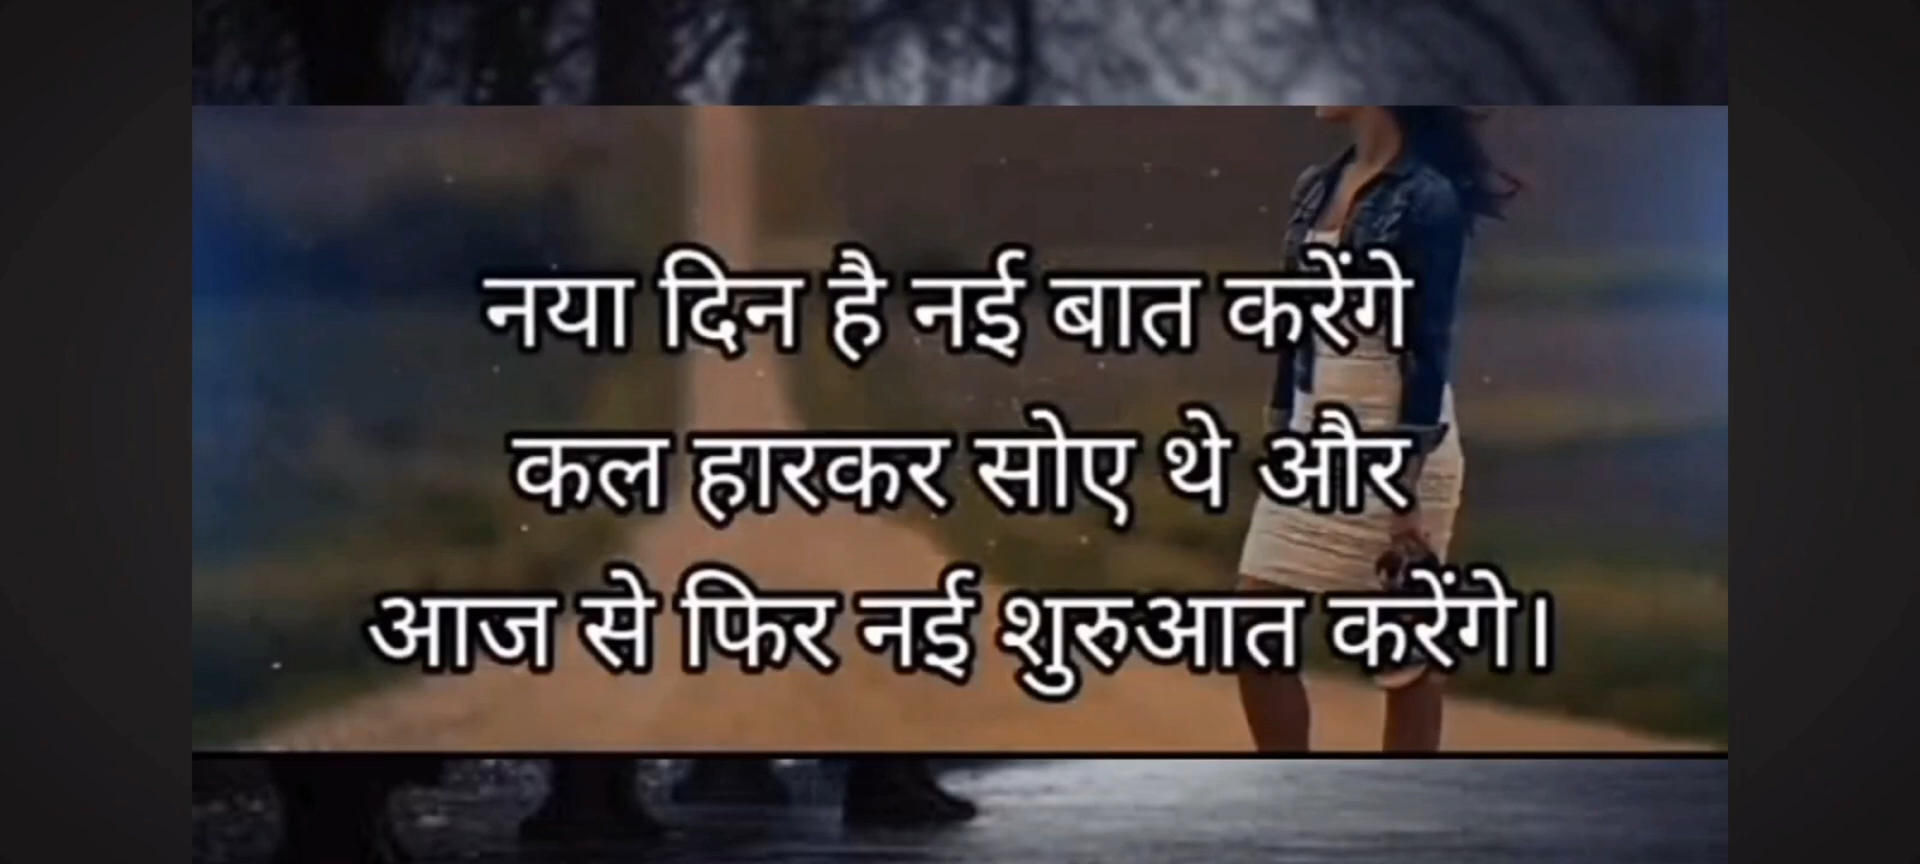 नया दिन है नई बात करेंगे
कल हारकर सोए थे और
आज से फिर नई शुरुआत करेंगे।